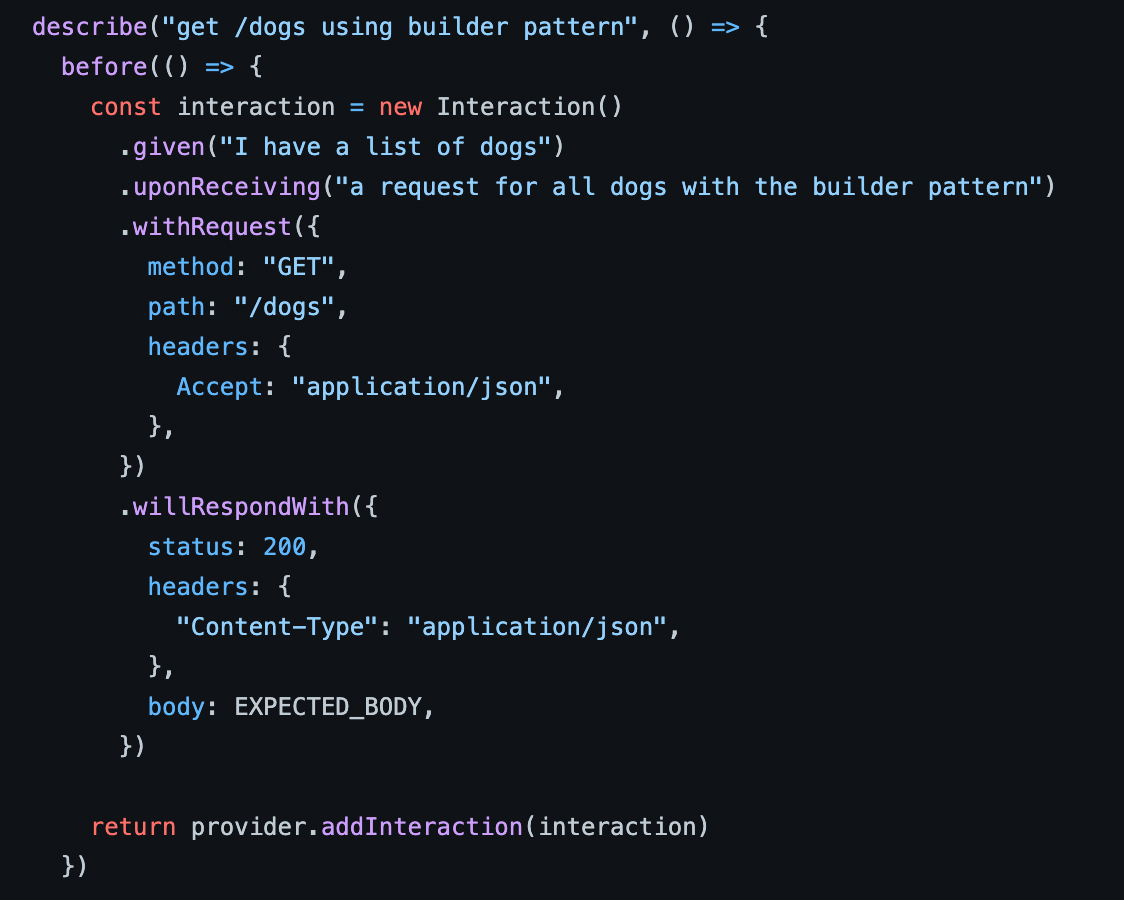 describe("get /dogs using builder pattern", () => {
  before(() => {
    const interaction = new Interaction()
      .given("I have a list of dogs")
      .uponReceiving("a request for all dogs with the builder pattern")
      .withRequest({
        method: "GET",
        path: "/dogs",
        headers: {
          Accept: "application/json",
        },
      })
      .willRespondWith({
        status: 200,
        headers: {
          "Content-Type": "application/json",
        },
        body: EXPECTED_BODY,
      })

    return provider.addInteraction(interaction)
  })